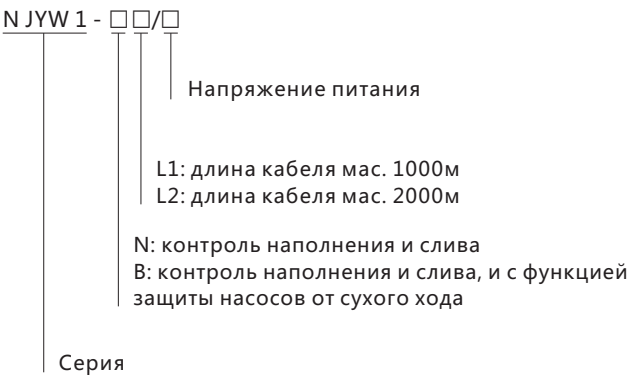 N JYW 1 - □ □/□
Напряжение питания
L1: длина кабеля мас. 1000м
L2: длина кабеля мас. 2000м
N: контроль наполнения и слива
B: контроль наполнения и слива, и с функцией
защиты насосов от сухого хода
Серия